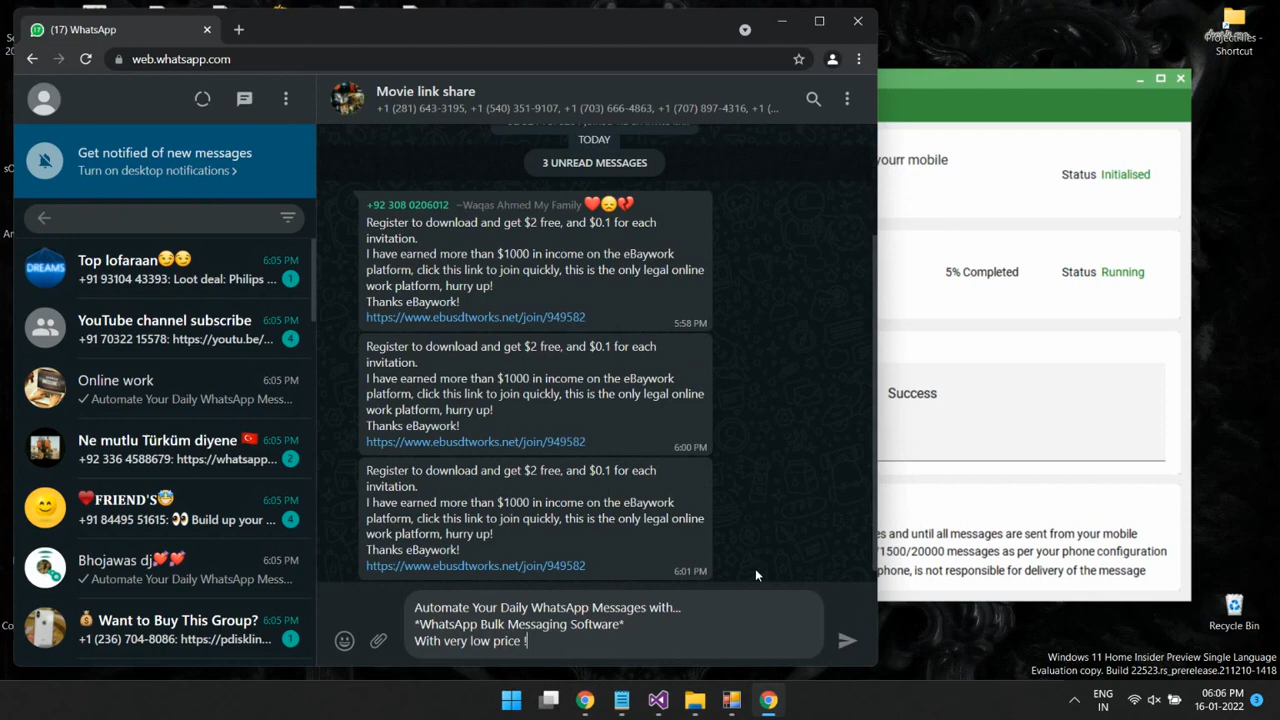 (17) WhatsApp
web.whatsapp.com
Movie link share
+1 (281) 643-3195, +1 (540) 351-9107, +1 (703) 666-4863, +1 (707) 897-4316, +1 (...
Get notified of new messages
Turn on desktop notifications >
Top lofaraan😏😏
6:05 PM
+91 93104 43393: Loot deal: Philips ...
1
YouTube channel subscribe
6:05 PM
+91 70322 15578: https://youtu.be/...
4
Online work
6:05 PM
Automate Your Daily WhatsApp Mess...
Ne mutlu Türküm diyene 🇹🇷
6:05 PM
+92 336 4588679: https://whatsapp...
2
❤️𝐅𝐑𝐈𝐄𝐍𝐃'𝐒🤩
6:05 PM
+91 84495 51615: 👀 Build up your ...
4
Bhojawas dj💘💘
6:05 PM
Automate Your Daily WhatsApp Mess...
💰 Want to Buy This Group?
6:05 PM
+1 (236) 704-8086: https://pdisklin...
TODAY
3 UNREAD MESSAGES
+92 308 0206012 ~Waqas Ahmed My Family ❤️😞💔
Register to download and get $2 free, and $0.1 for each
invitation.
I have earned more than $1000 in income on the eBaywork
platform, click this link to join quickly, this is the only legal online
work platform, hurry up!
Thanks eBaywork!
https://www.ebusdtworks.net/join/949582
5:58 PM
Register to download and get $2 free, and $0.1 for each
invitation.
I have earned more than $1000 in income on the eBaywork
platform, click this link to join quickly, this is the only legal online
work platform, hurry up!
Thanks eBaywork!
https://www.ebusdtworks.net/join/949582
6:00 PM
Register to download and get $2 free, and $0.1 for each
invitation.
I have earned more than $1000 in income on the eBaywork
platform, click this link to join quickly, this is the only legal online
work platform, hurry up!
Thanks eBaywork!
https://www.ebusdtworks.net/join/949582
6:01 PM
Automate Your Daily WhatsApp Messages with...
*WhatsApp Bulk Messaging Software*
With very low price !
yourr mobile
Status Initialised
5% Completed
Status Running
Success
es and until all messages are sent from your mobile
/1500/20000 messages as per your phone configuration
phone, is not responsible for delivery of the message
Shortcut
Recycle Bin
Windows 11 Home Insider Preview Single Language
Evaluation copy. Build 22523.rs_prerelease.211210-1418
ENG
IN
06:06 PM
16-01-2022
3